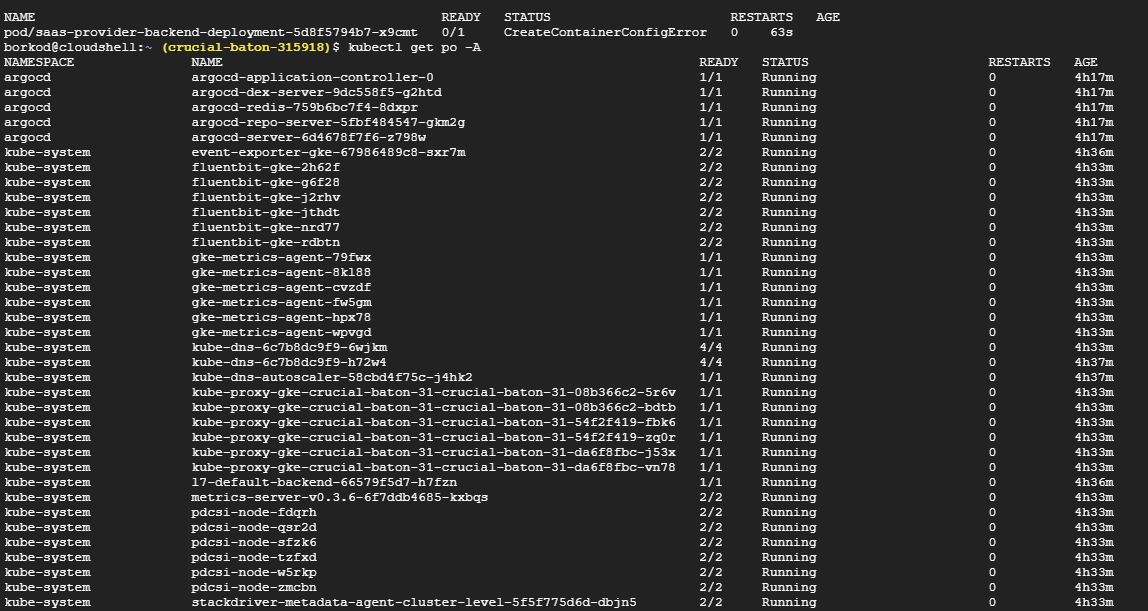 NAME READY STATUS RESTARTS AGE
pod/saas-provider-backend-deployment-5d8f5794b7-x9cmt 0/1 CreateContainerConfigError 0 63s
borkod@cloudshell:~ (crucial-baton-315918)$ kubectl get po -A
NAMESPACE NAME READY STATUS RESTARTS AGE
argocd argocd-application-controller-0 1/1 Running 0 4h17m
argocd argocd-dex-server-9dc558f5-g2htd 1/1 Running 0 4h17m
argocd argocd-redis-759b6bc7f4-8dxpr 1/1 Running 0 4h17m
argocd argocd-repo-server-5fbf484547-gkm2g 1/1 Running 0 4h17m
argocd argocd-server-6d4678f7f6-z798w 1/1 Running 0 4h17m
kube-system event-exporter-gke-67986489c8-sxr7m 2/2 Running 0 4h36m
kube-system fluentbit-gke-2h62f 2/2 Running 0 4h33m
kube-system fluentbit-gke-g6f28 2/2 Running 0 4h33m
kube-system fluentbit-gke-j2rhv 2/2 Running 0 4h33m
kube-system fluentbit-gke-jthdt 2/2 Running 0 4h33m
kube-system fluentbit-gke-nrd77 2/2 Running 0 4h33m
kube-system fluentbit-gke-rdbtn 2/2 Running 0 4h33m
kube-system gke-metrics-agent-79fwx 1/1 Running 0 4h33m
kube-system gke-metrics-agent-8kl88 1/1 Running 0 4h33m
kube-system gke-metrics-agent-cvzdf 1/1 Running 0 4h33m
kube-system gke-metrics-agent-fw5gm 1/1 Running 0 4h33m
kube-system gke-metrics-agent-hpx78 1/1 Running 0 4h33m
kube-system gke-metrics-agent-wpvgd 1/1 Running 0 4h33m
kube-system kube-dns-6c7b8dc9f9-6wjkm 4/4 Running 0 4h33m
kube-system kube-dns-6c7b8dc9f9-h72w4 4/4 Running 0 4h37m
kube-system kube-dns-autoscaler-58cbd4f75c-j4hk2 1/1 Running 0 4h37m
kube-system kube-proxy-gke-crucial-baton-31-crucial-baton-31-08b366c2-5r6v 1/1 Running 0 4h33m
kube-system kube-proxy-gke-crucial-baton-31-crucial-baton-31-08b366c2-bdtb 1/1 Running 0 4h33m
kube-system kube-proxy-gke-crucial-baton-31-crucial-baton-31-54f2f419-fbk6 1/1 Running 0 4h33m
kube-system kube-proxy-gke-crucial-baton-31-crucial-baton-31-54f2f419-zq0r 1/1 Running 0 4h33m
kube-system kube-proxy-gke-crucial-baton-31-crucial-baton-31-da6f8fbc-j53x 1/1 Running 0 4h33m
kube-system kube-proxy-gke-crucial-baton-31-crucial-baton-31-da6f8fbc-vn78 1/1 Running 0 4h33m
kube-system l7-default-backend-66579f5d7-h7fzn 1/1 Running 0 4h36m
kube-system metrics-server-v0.3.6-6f7ddb4685-kxbqs 2/2 Running 0 4h33m
kube-system pdcsi-node-fdqrh 2/2 Running 0 4h33m
kube-system pdcsi-node-qsr2d 2/2 Running 0 4h33m
kube-system pdcsi-node-sfzk6 2/2 Running 0 4h33m
kube-system pdcsi-node-tzfxd 2/2 Running 0 4h33m
kube-system pdcsi-node-w5rkp 2/2 Running 0 4h33m
kube-system pdcsi-node-zmcbn 2/2 Running 0 4h33m
kube-system stackdriver-metadata-agent-cluster-level-5f5f775d6d-dbjn5 2/2 Running 0 4h33m